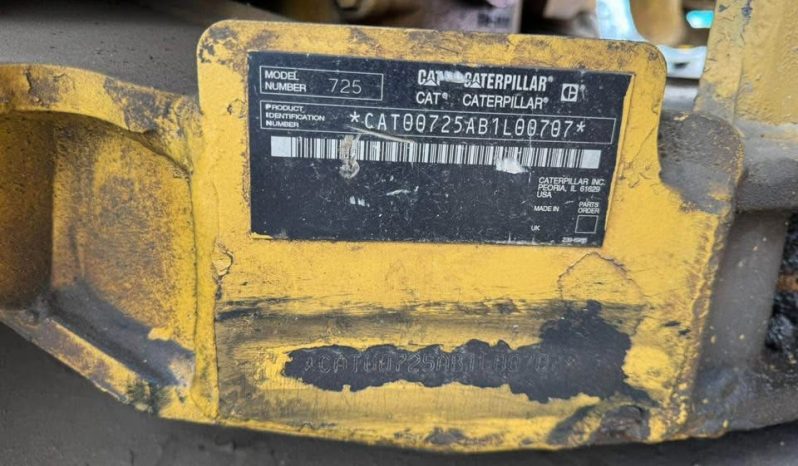 MODEL NUMBER 725
CAT CATERPILLAR®
CAT® CATERPILLAR®
PRODUCT IDENTIFICATION NUMBER *CAT00725AB1L00707*
CATERPILLAR INC.
PEORIA, IL 61629
USA
MADE IN
PARTS ORDER
UK
*CAT00725AB1L00707*